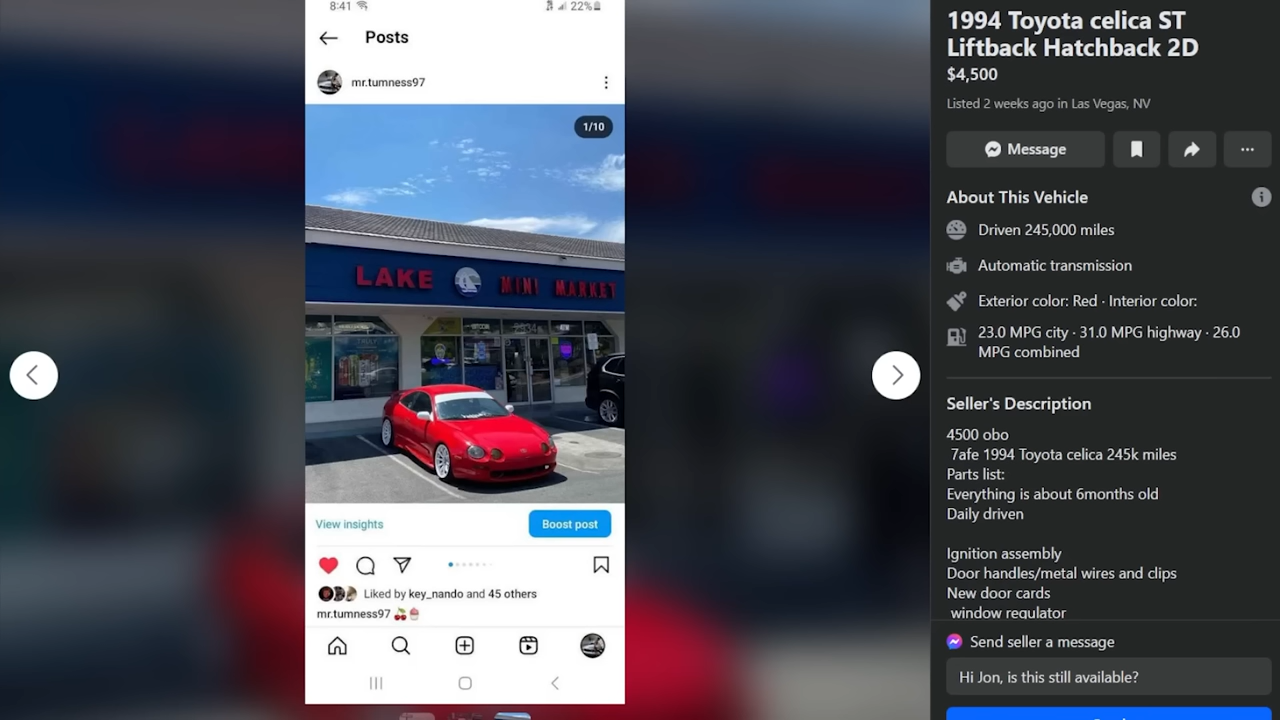 8:41
22%
Posts
mr.tumness97
1/10
LAKE MINI MARKET
View insights
Boost post
Liked by key_nando and 45 others
mr.tumness97
1994 Toyota celica ST
Liftback Hatchback 2D
$4,500
Listed 2 weeks ago in Las Vegas, NV
Message
About This Vehicle
Driven 245,000 miles
Automatic transmission
Exterior color: Red · Interior color:
23.0 MPG city · 31.0 MPG highway · 26.0
MPG combined
Seller's Description
4500 obo
7afe 1994 Toyota celica 245k miles
Parts list:
Everything is about 6months old
Daily driven
Ignition assembly
Door handles/metal wires and clips
New door cards
window regulator
Send seller a message
Hi Jon, is this still available?